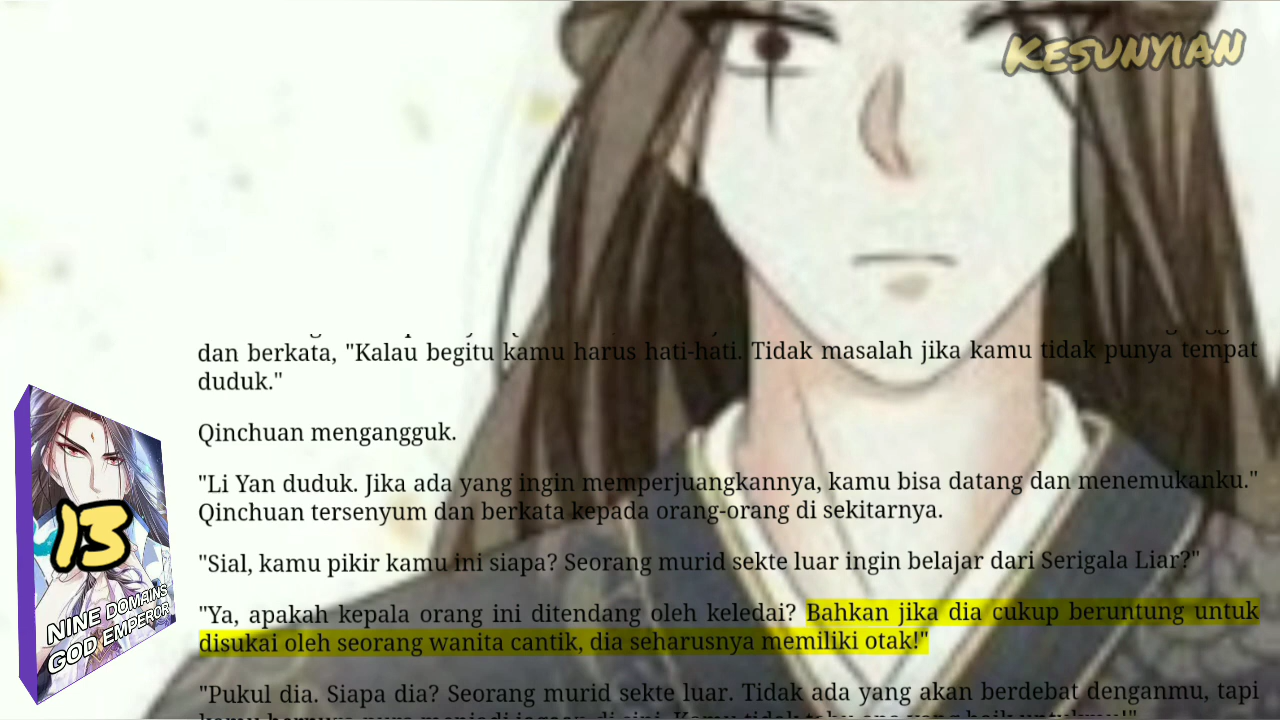 KESUNYIAN
dan berkata, "Kalau begitu kamu harus hati-hati. Tidak masalah jika kamu tidak punya tempat
duduk."
Qinchuan mengangguk.
"Li Yan duduk. Jika ada yang ingin memperjuangkannya, kamu bisa datang dan menemukanku."
Qinchuan tersenyum dan berkata kepada orang-orang di sekitarnya.
"Sial, kamu pikir kamu ini siapa? Seorang murid sekte luar ingin belajar dari Serigala Liar?"
"Ya, apakah kepala orang ini ditendang oleh keledai? Bahkan jika dia cukup beruntung untuk
disukai oleh seorang wanita cantik, dia seharusnya memiliki otak!"
"Pukul dia. Siapa dia? Seorang murid sekte luar. Tidak ada yang akan berdebat denganmu, tapi
13
NINE DOMAINS
GOD EMPEROR